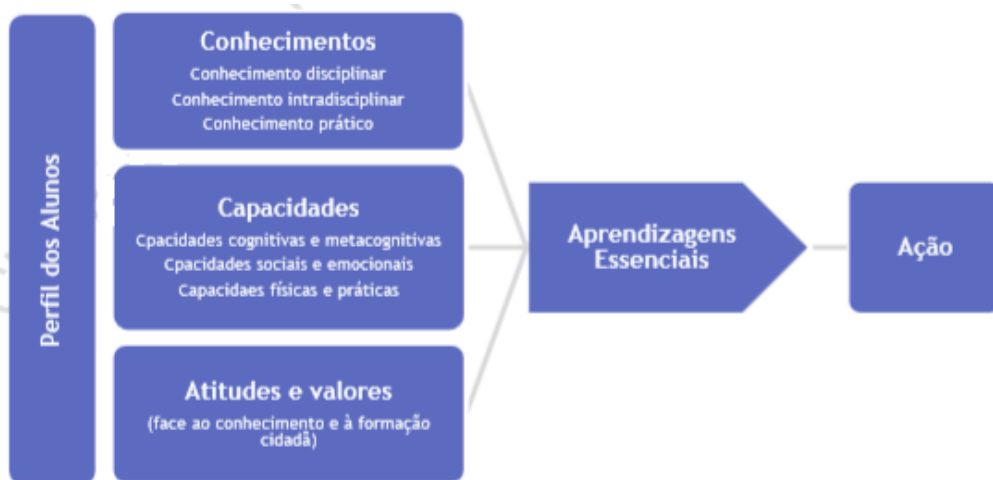 Perfil dos Alunos
Conhecimentos
Conhecimento disciplinar
Conhecimento intradisciplinar
Conhecimento prático
Capacidades
Cpacidades cognitivas e metacognitivas
Cpacidades sociais e emocionais
Capacidaes físicas e práticas
Atitudes e valores
(face ao conhecimento e à formação
cidadã)
Aprendizagens
Essenciais
Ação